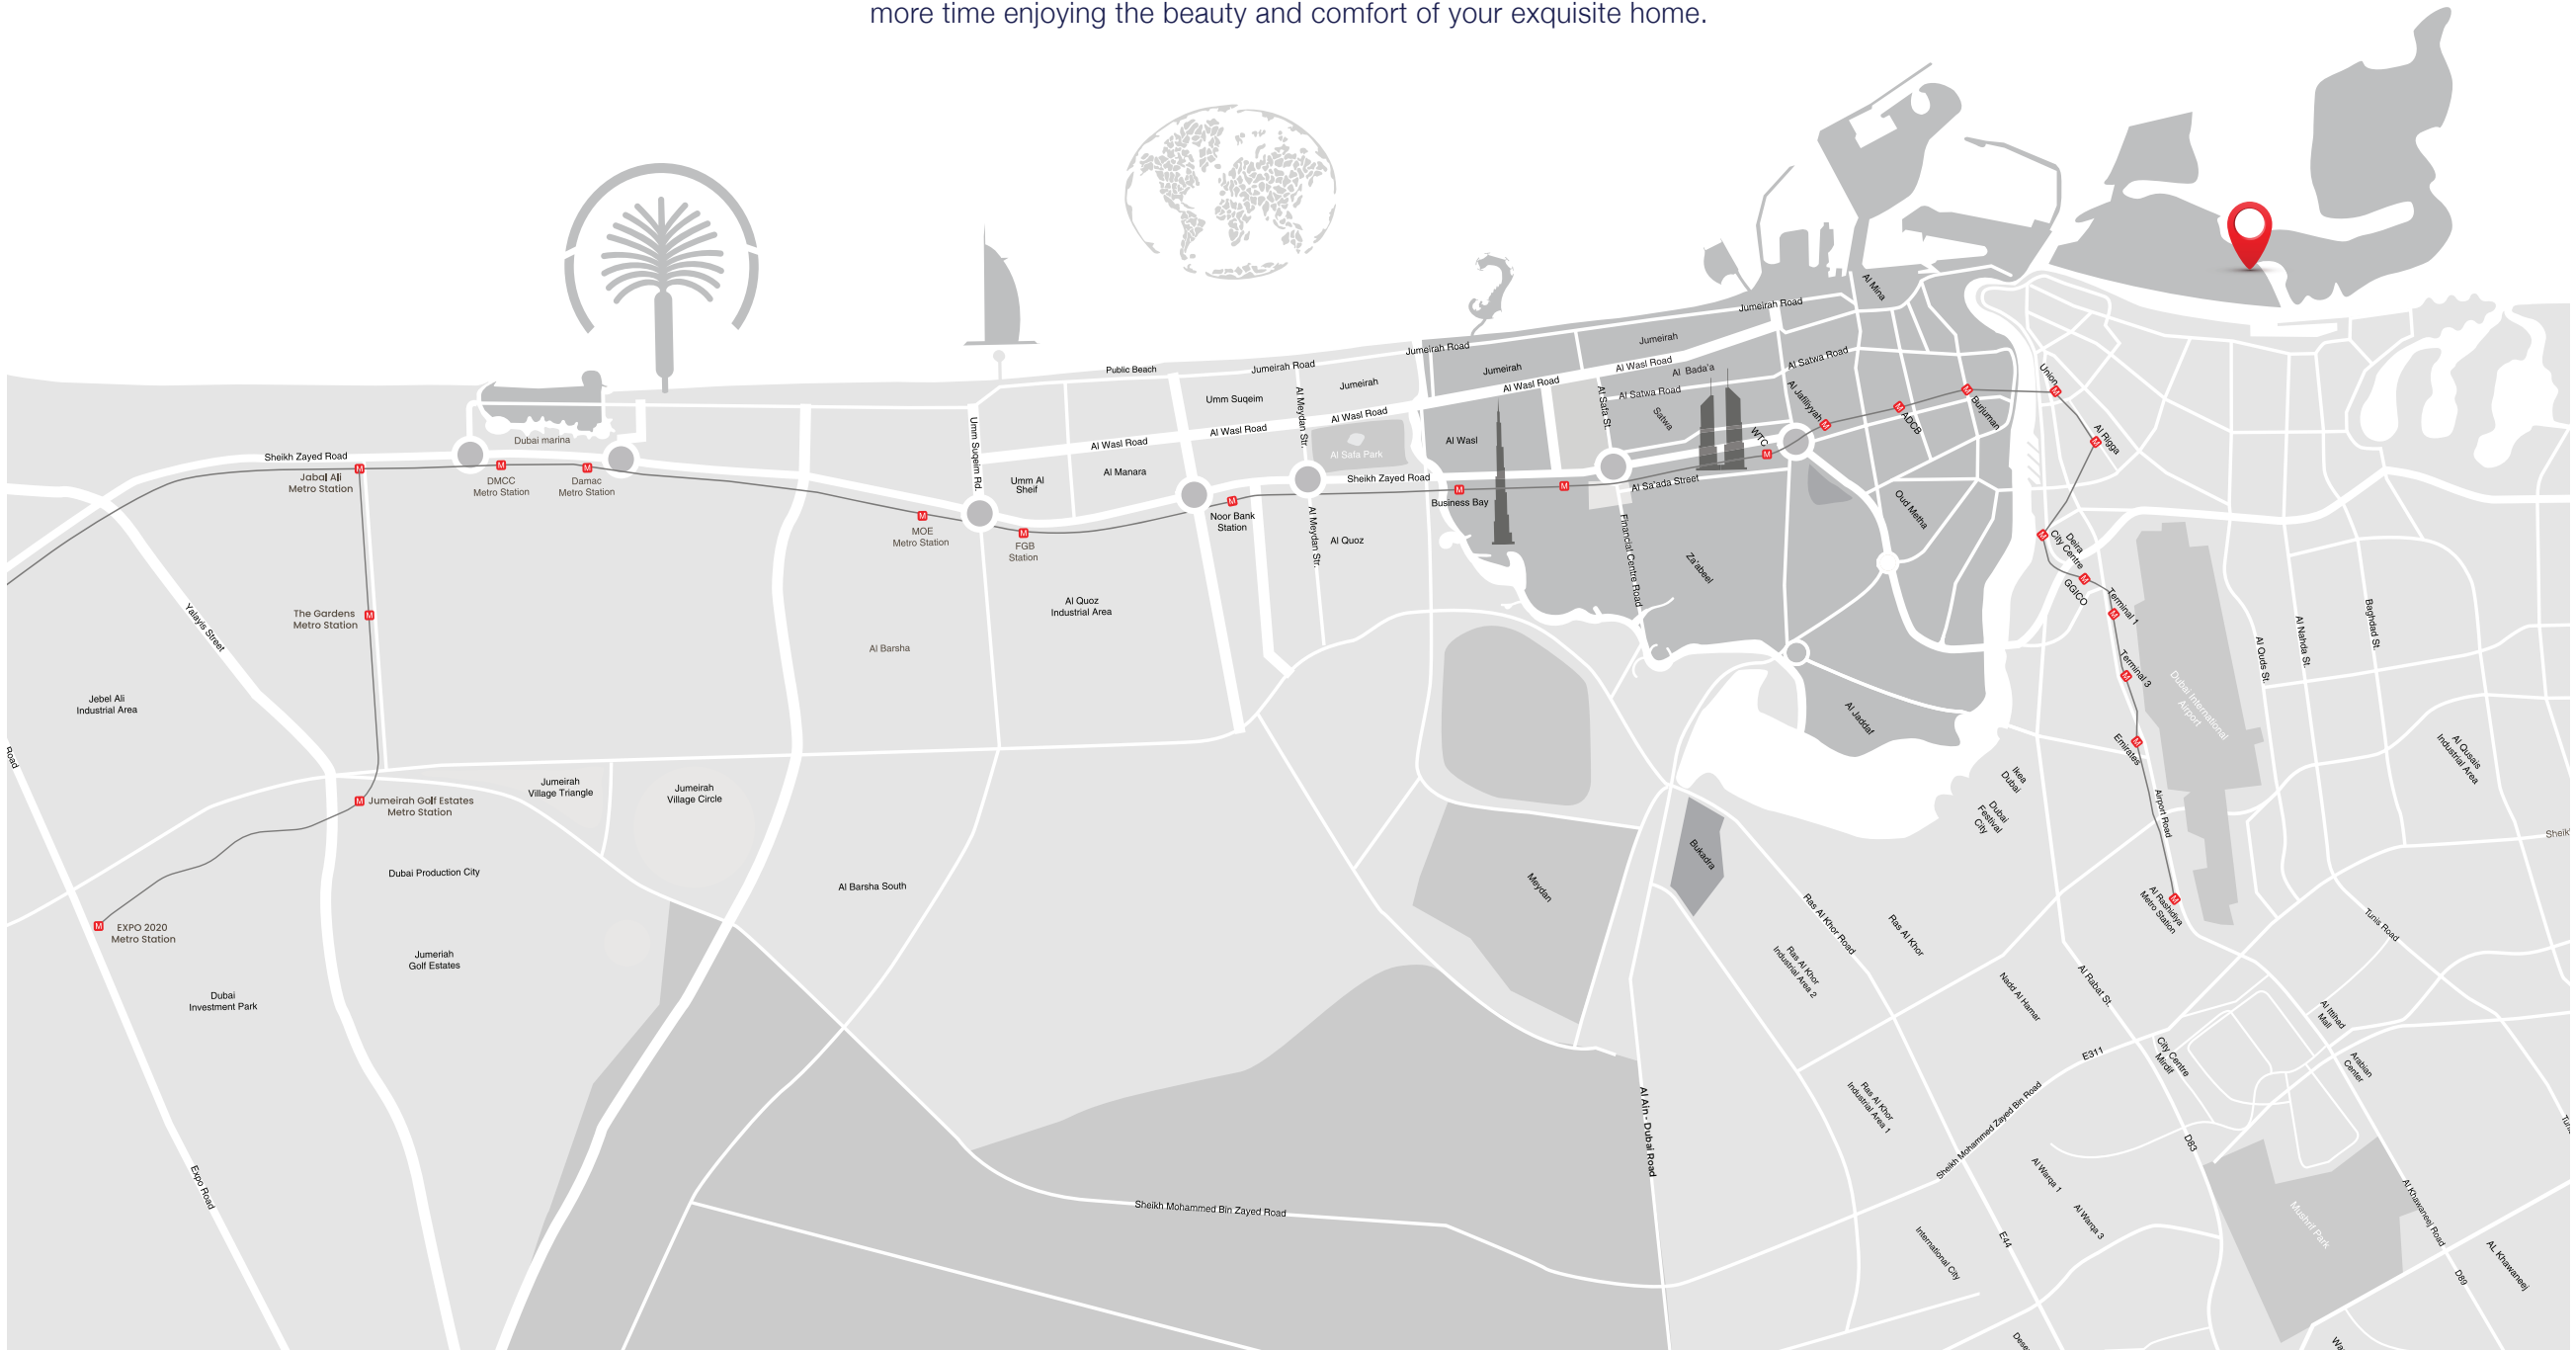 more time enjoying the beauty and comfort of your exquisite home.
Public Beach
Jumeirah Road
Jumeirah Road
Jumeirah Road
Al Mina
Jumeirah
Jumeirah
Jumeirah
Umm Suqeim
Al Meydan Str.
Al Wasl Road
Al Wasl Road
Al Wasl Road
Al Wasl Road
Al Wasl Road
Al Satwa Road
Al Satwa Road
Al Bada'a
Al Safa St.
Satwa
Al Jafiliyyah
WTC
ADCB
Burjuman
Union
Al Rigga
Dubai marina
Sheikh Zayed Road
Jabal Ali
Metro Station
DMCC
Metro Station
Damac
Metro Station
Umm Suqeim Rd.
Umm Al
Sheif
Al Manara
Al Safa Park
Al Wasl
Sheikh Zayed Road
Business Bay
Al Sa'ada Street
Oud Metha
MOE
Metro Station
FGB
Station
Noor Bank
Station
Al Meydan Str.
Al Quoz
Financial Centre Road
Za'abeel
Deira
City Centre
GGICO
Terminal 1
Terminal 3
Emirates
Dubai International
Airport
Al Quds St.
Al Nahda St.
Baghdad St.
Yalayis Street
The Gardens
Metro Station
Al Quoz
Industrial Area
Al Barsha
Jebel Ali
Industrial Area
Road
Al Jaddaf
Ikea
Dubai
Dubai
Festival
City
Airport Road
Al Qusais
Industrial Area
Jumeirah
Village Triangle
Jumeirah
Village Circle
Jumeirah Golf Estates
Metro Station
Dubai Production City
Al Barsha South
Meydan
Bukadra
Al Rashidiya
Metro Station
Tunis Road
EXPO 2020
Metro Station
Jumeriah
Golf Estates
Dubai
Investment Park
Ras Al Khor Road
Ras Al Khor
Ras Al Khor
Industrial Area 2
Nadd Al Hamar
Al Rabat St.
Al Ittihad
Mall
E311
City Centre
Mirdif
Arabian
Center
Ras Al Khor
Industrial Area 1
Al Ain - Dubai Road
Sheikh Mohammed Zayed Bin Road
D83
Al Warqa 1
Al Warqa 3
Expo Road
Sheikh Mohammed Bin Zayed Road
International City
E44
Mushrif Park
Al Khawaneej Road
D89
AL Khawaneej